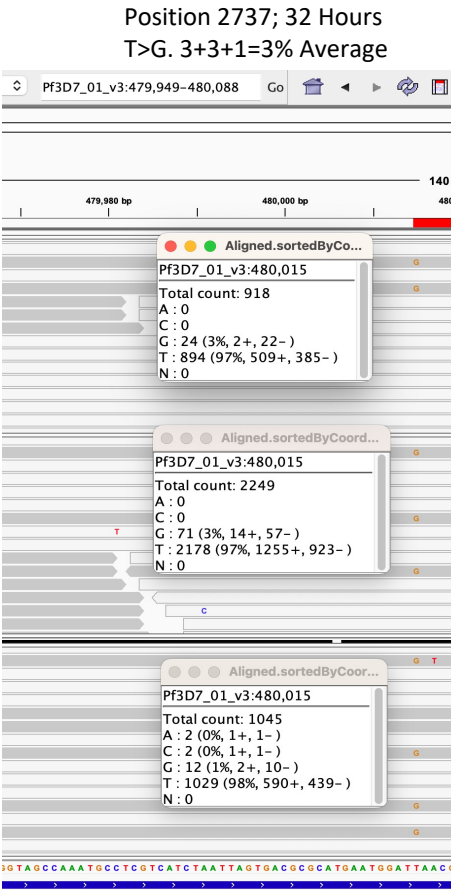 Position 2737; 32 Hours
T>G. 3+3+1=3% Average
Pf3D7_01_v3:479,949-480,088 Go
140
479,980 bp 480,000 bp 480
Aligned.sortedByCo...
Pf3D7_01_v3:480,015
Total count: 918
A : 0
C : 0
G : 24 (3%, 2+, 22- )
T : 894 (97%, 509+, 385- )
N : 0
G
G
Aligned.sortedByCoord...
Pf3D7_01_v3:480,015
Total count: 2249
A : 0
C : 0
G : 71 (3%, 14+, 57- )
T : 2178 (97%, 1255+, 923- )
N : 0
G
G
T
G
C
Aligned.sortedByCoor...
Pf3D7_01_v3:480,015
Total count: 1045
A : 2 (0%, 1+, 1- )
C : 2 (0%, 1+, 1- )
G : 12 (1%, 2+, 10- )
T : 1029 (98%, 590+, 439- )
N : 0
G T
G
G
G
G G T A G C C A A A T G C C T C G T C A T C T A A T T A G T G A C G C G C A T G A A T G G A T T A A C G